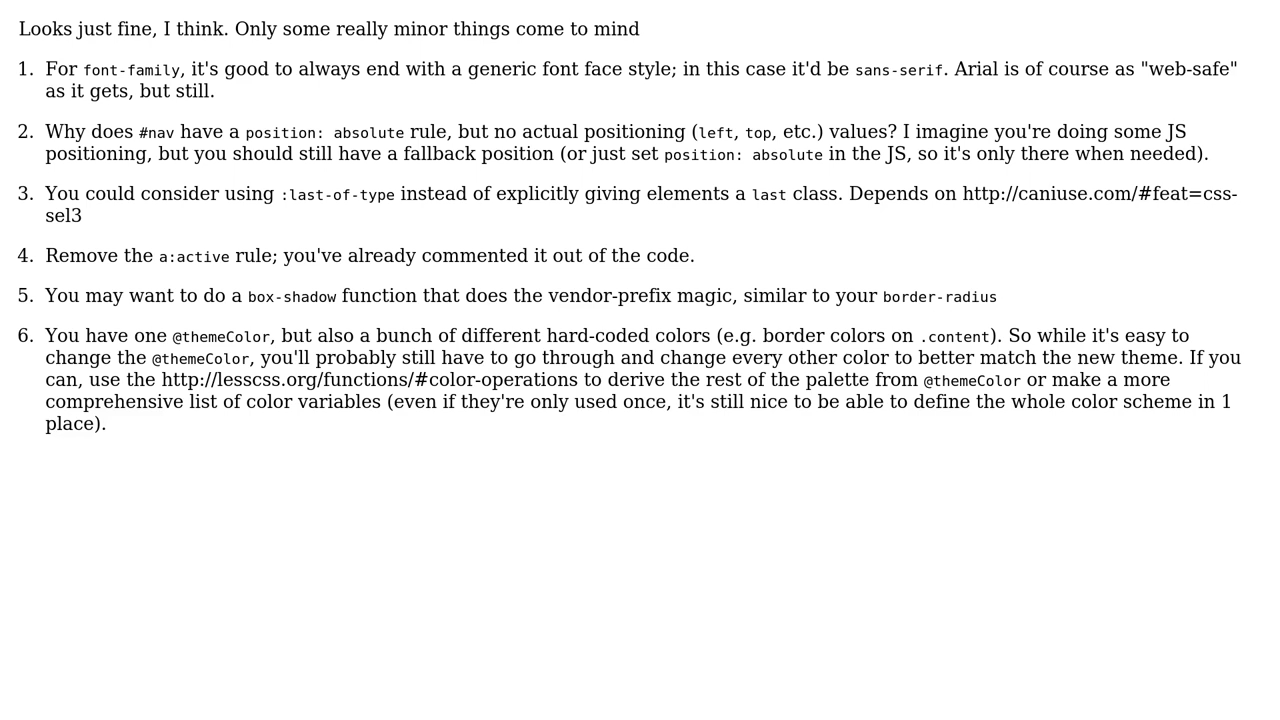 Looks just fine, I think. Only some really minor things come to mind
1. For font-family, it's good to always end with a generic font face style; in this case it'd be sans-serif. Arial is of course as "web-safe"
as it gets, but still.
2. Why does #nav have a position: absolute rule, but no actual positioning (left, top, etc.) values? I imagine you're doing some JS
positioning, but you should still have a fallback position (or just set position: absolute in the JS, so it's only there when needed).
3. You could consider using :last-of-type instead of explicitly giving elements a last class. Depends on http://caniuse.com/#feat=css-
sel3
4. Remove the a:active rule; you've already commented it out of the code.
5. You may want to do a box-shadow function that does the vendor-prefix magic, similar to your border-radius
6. You have one @themeColor, but also a bunch of different hard-coded colors (e.g. border colors on .content). So while it's easy to
change the @themeColor, you'll probably still have to go through and change every other color to better match the new theme. If you
can, use the http://lesscss.org/functions/#color-operations to derive the rest of the palette from @themeColor or make a more
comprehensive list of color variables (even if they're only used once, it's still nice to be able to define the whole color scheme in 1
place).